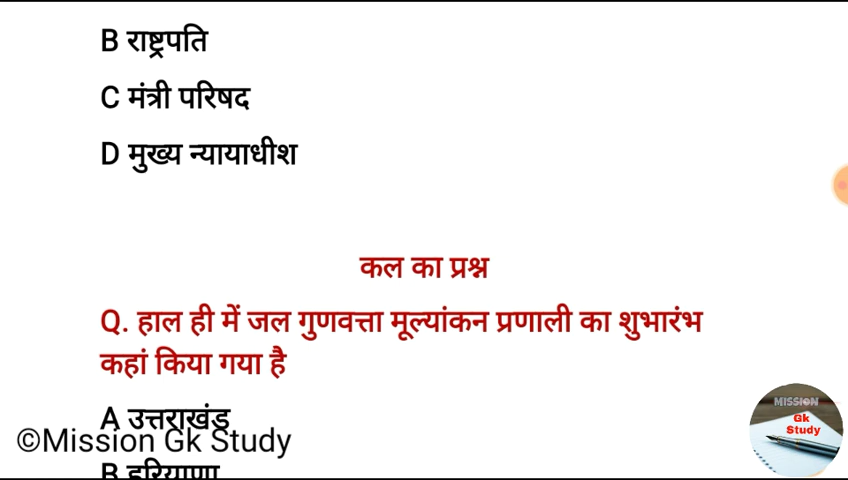 B राष्ट्रपति
C मंत्री परिषद
D मुख्य न्यायाधीश
कल का प्रश्न
Q. हाल ही में जल गुणवत्ता मूल्यांकन प्रणाली का शुभारंभ
कहां किया गया है
A उत्तराखंड
©Mission Gk Study
B हरियाणा
MISSION
Gk
Study